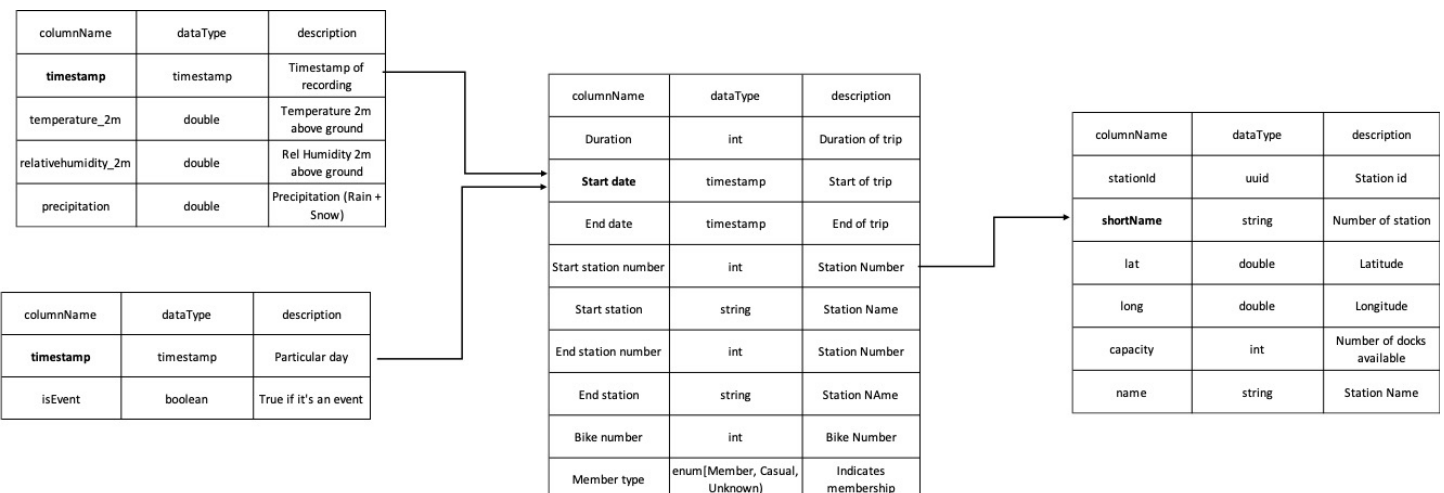 columnName dataType description
timestamp timestamp Timestamp of
recording
temperature_2m double Temperature 2m
above ground
relativehumidity_2m double Rel Humidity 2m
above ground
precipitation double Precipitation (Rain +
Snow)
columnName dataType description
timestamp timestamp Particular day
isEvent boolean True if it's an event
columnName dataType description
Duration int Duration of trip
Start date timestamp Start of trip
End date timestamp End of trip
Start station number int Station Number
Start station string Station Name
End station number int Station Number
End station string Station NAme
Bike number int Bike Number
Member type enum[Member, Casual, Indicates
Unknown) membership
columnName dataType description
stationId uuid Station id
shortName string Number of station
lat double Latitude
long double Longitude
capacity int Number of docks
available
name string Station Name